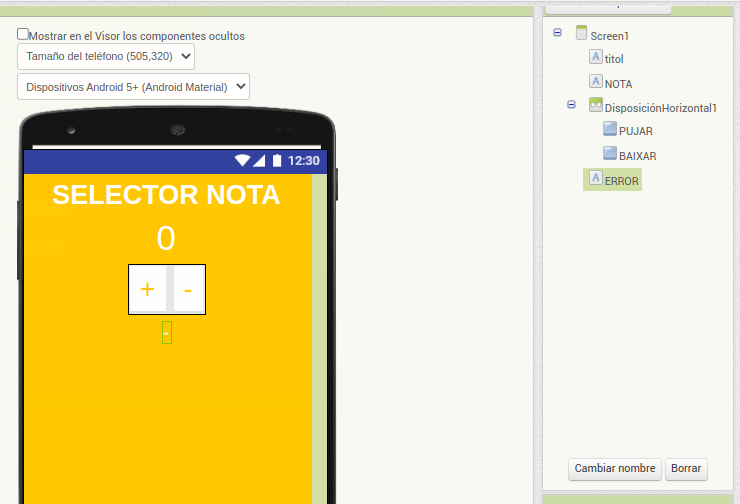 Mostrar en el Visor los componentes ocultos
Tamaño del teléfono (505,320)
Dispositivos Android 5+ (Android Material)
12:30
SELECTOR NOTA
0
+ -
-
Screen1
titol
NOTA
DisposiciónHorizontal1
PUJAR
BAIXAR
ERROR
Cambiar nombre Borrar